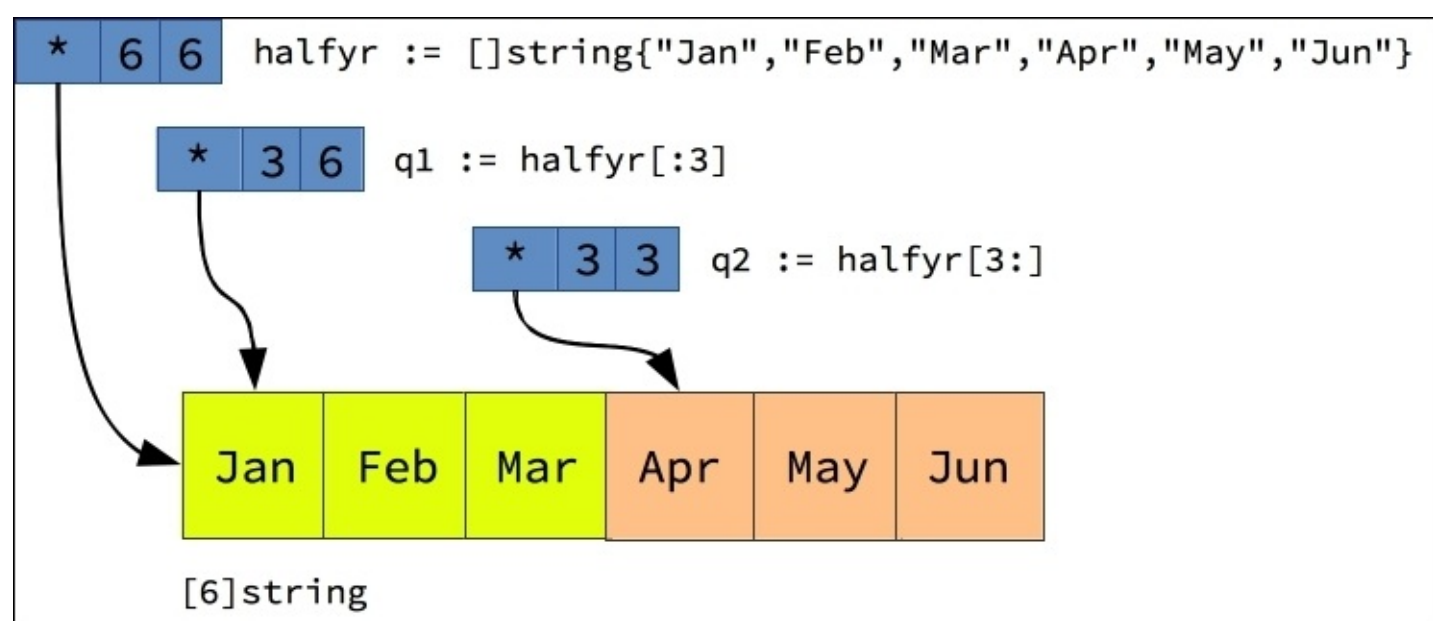 * 6 6 halfyr := []string{"Jan","Feb","Mar","Apr","May","Jun"}
* 3 6 q1 := halfyr[:3]
* 3 3 q2 := halfyr[3:]
Jan Feb Mar Apr May Jun
[6]string